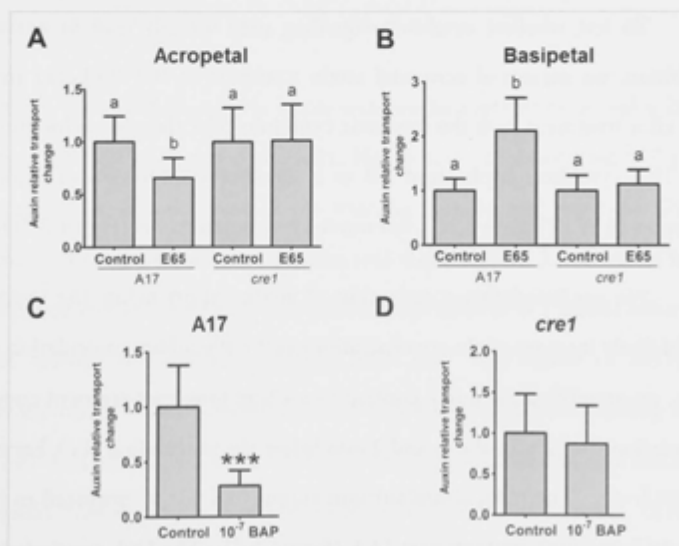 A
Acropetal
Auxin relative transport change
1.5
1.0
0.5
0.0
a
b
a
a
Control E65 Control E65
A17 cre1
B
Basipetal
Auxin relative transport change
3
2
1
0
a
b
a
a
Control E65 Control E65
A17 cre1
C
A17
Auxin relative transport change
1.5
1.0
0.5
0.0
***
Control 10⁻⁷ BAP
D
cre1
Auxin relative transport change
2.0
1.5
1.0
0.5
0.0
Control 10⁻⁷ BAP